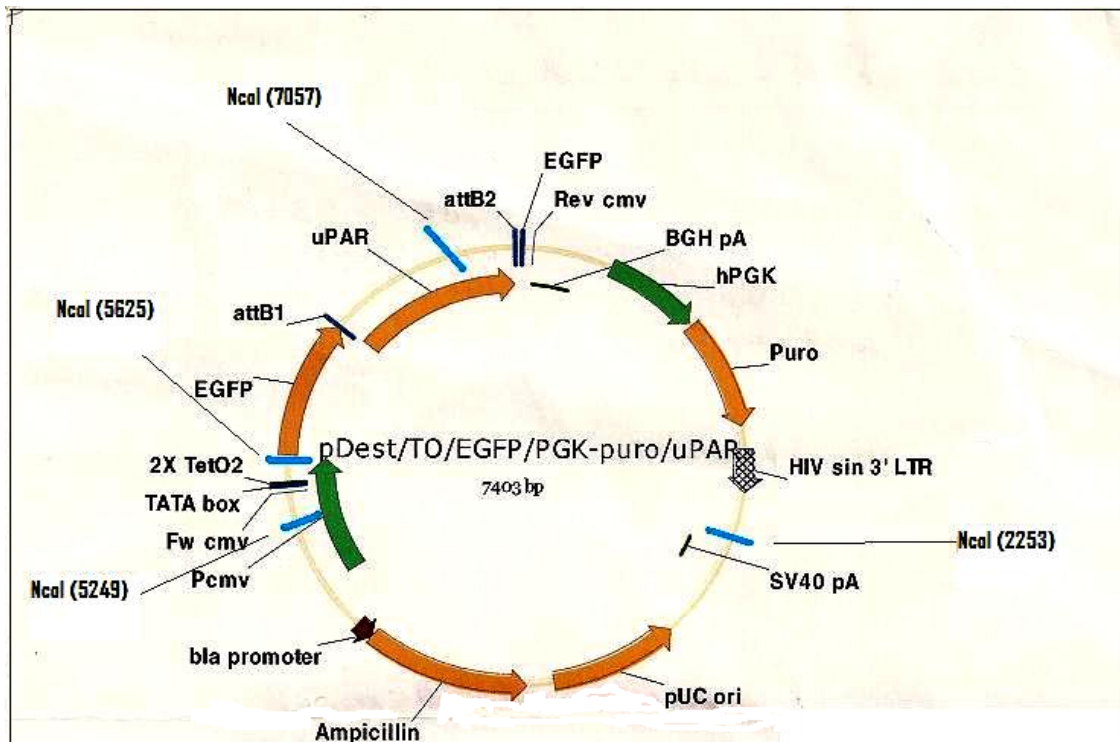 NcoI (7057)
EGFP
attB2
Rev cmv
uPAR
BGH pA
hPGK
NcoI (5625)
attB1
Puro
EGFP
pDest/TO/EGFP/PGK-puro/uPAR
2X TetO2
HIV sin 3' LTR
7403 bp
TATA box
Fw cmv
NcoI (2253)
NcoI (5249)
Pcmv
SV40 pA
bla promoter
pUC ori
Ampicillin